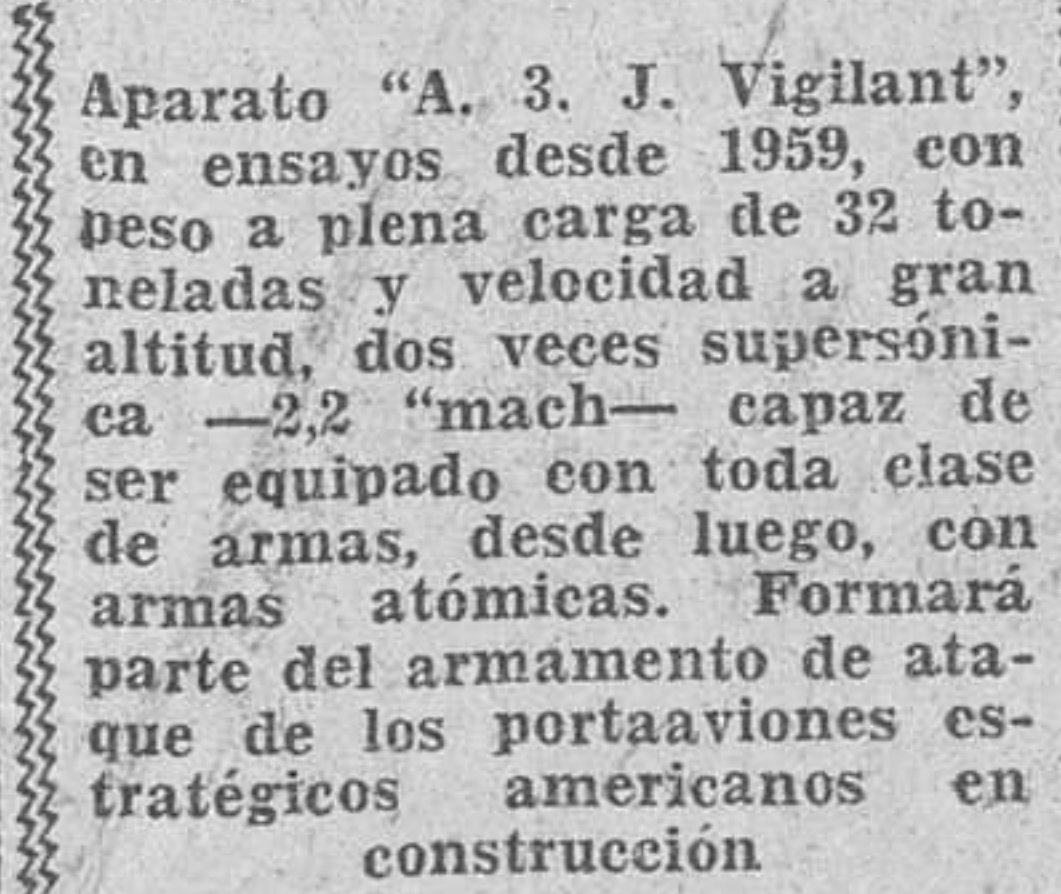 Aparato “A. 3. J. Vigilant”,
en ensayos desde 1959, con
peso a plena carga de 32 to-
neladas y velocidad a gran
altitud, dos veces supersóni-
ca —2,2 “mach— capaz de
ser equipado con toda clase
de armas, desde luego, con
armas atómicas. Formará
parte del armamento de ata-
que de los portaaviones es-
tratégicos americanos en
construcción